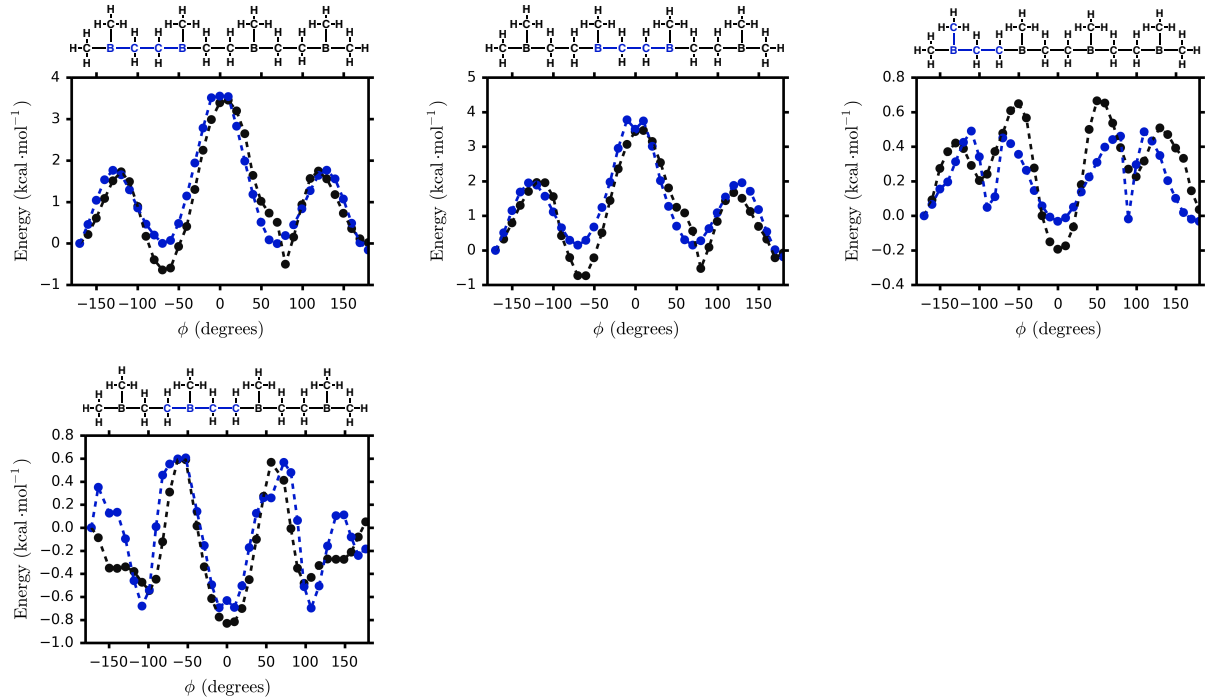 H H H H
H-C-H H-C-H H-C-H H-C-H
H H H H H H H H
H-C B C C B C C B C C B C-H
H H H H H H H H
4
3
2
1
0
−1
Energy (kcal·mol⁻¹)
−150 −100 −50 0 50 100 150
ϕ (degrees)
H H H H
H-C-H H-C-H H-C-H H-C-H
H H H H H H H H
H-C B C C B C C B C C B C-H
H H H H H H H H
5
4
3
2
1
0
−1
Energy (kcal·mol⁻¹)
−150 −100 −50 0 50 100 150
ϕ (degrees)
H H H H
H-C-H H-C-H H-C-H H-C-H
H H H H H H H H
H-C B C C B C C B C C B C-H
H H H H H H H H
0.8
0.6
0.4
0.2
0.0
−0.2
−0.4
Energy (kcal·mol⁻¹)
−150 −100 −50 0 50 100 150
ϕ (degrees)
H H H H
H-C-H H-C-H H-C-H H-C-H
H H H H H H H H
H-C B C C B C C B C C B C-H
H H H H H H H H
0.8
0.6
0.4
0.2
0.0
−0.2
−0.4
−0.6
−0.8
−1.0
Energy (kcal·mol⁻¹)
−150 −100 −50 0 50 100 150
ϕ (degrees)